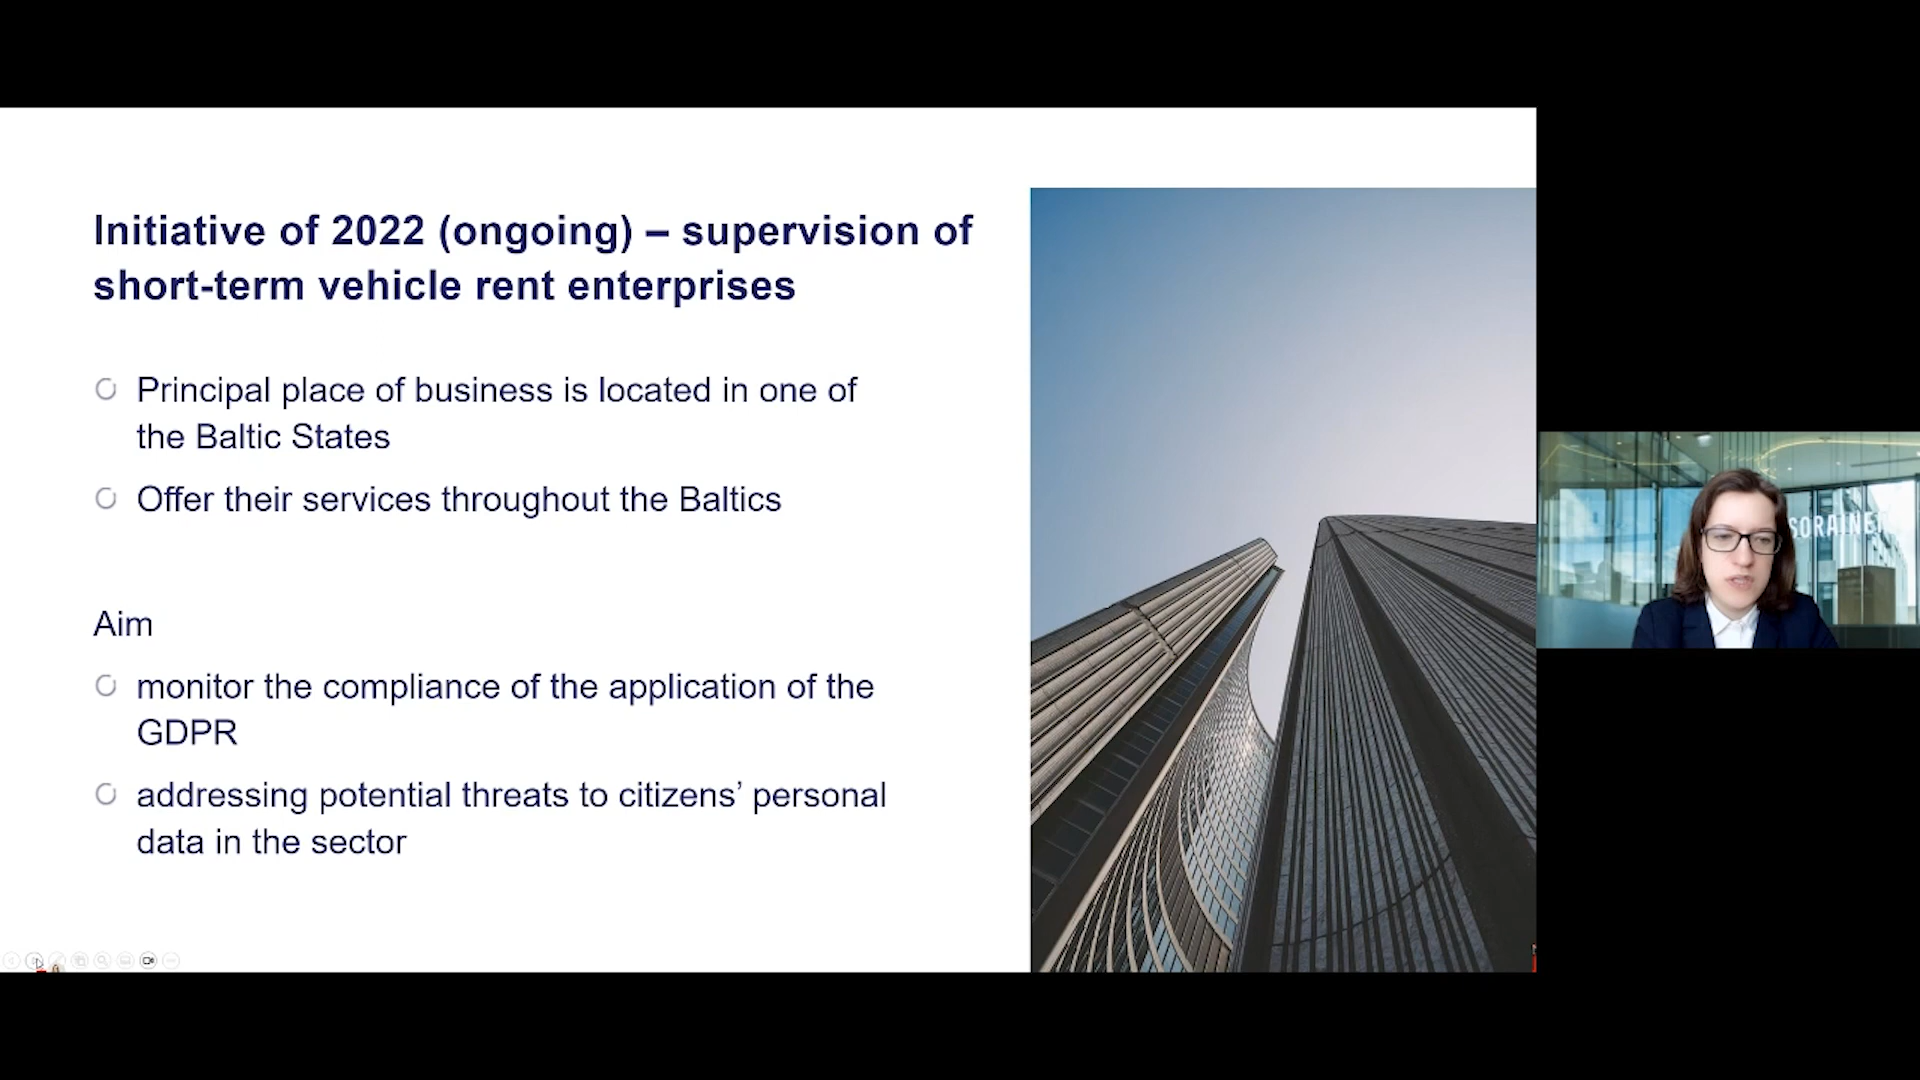 Initiative of 2022 (ongoing) – supervision of
short-term vehicle rent enterprises
Principal place of business is located in one of
the Baltic States
Offer their services throughout the Baltics
Aim
monitor the compliance of the application of the
GDPR
addressing potential threats to citizens’ personal
data in the sector
SORAINEN